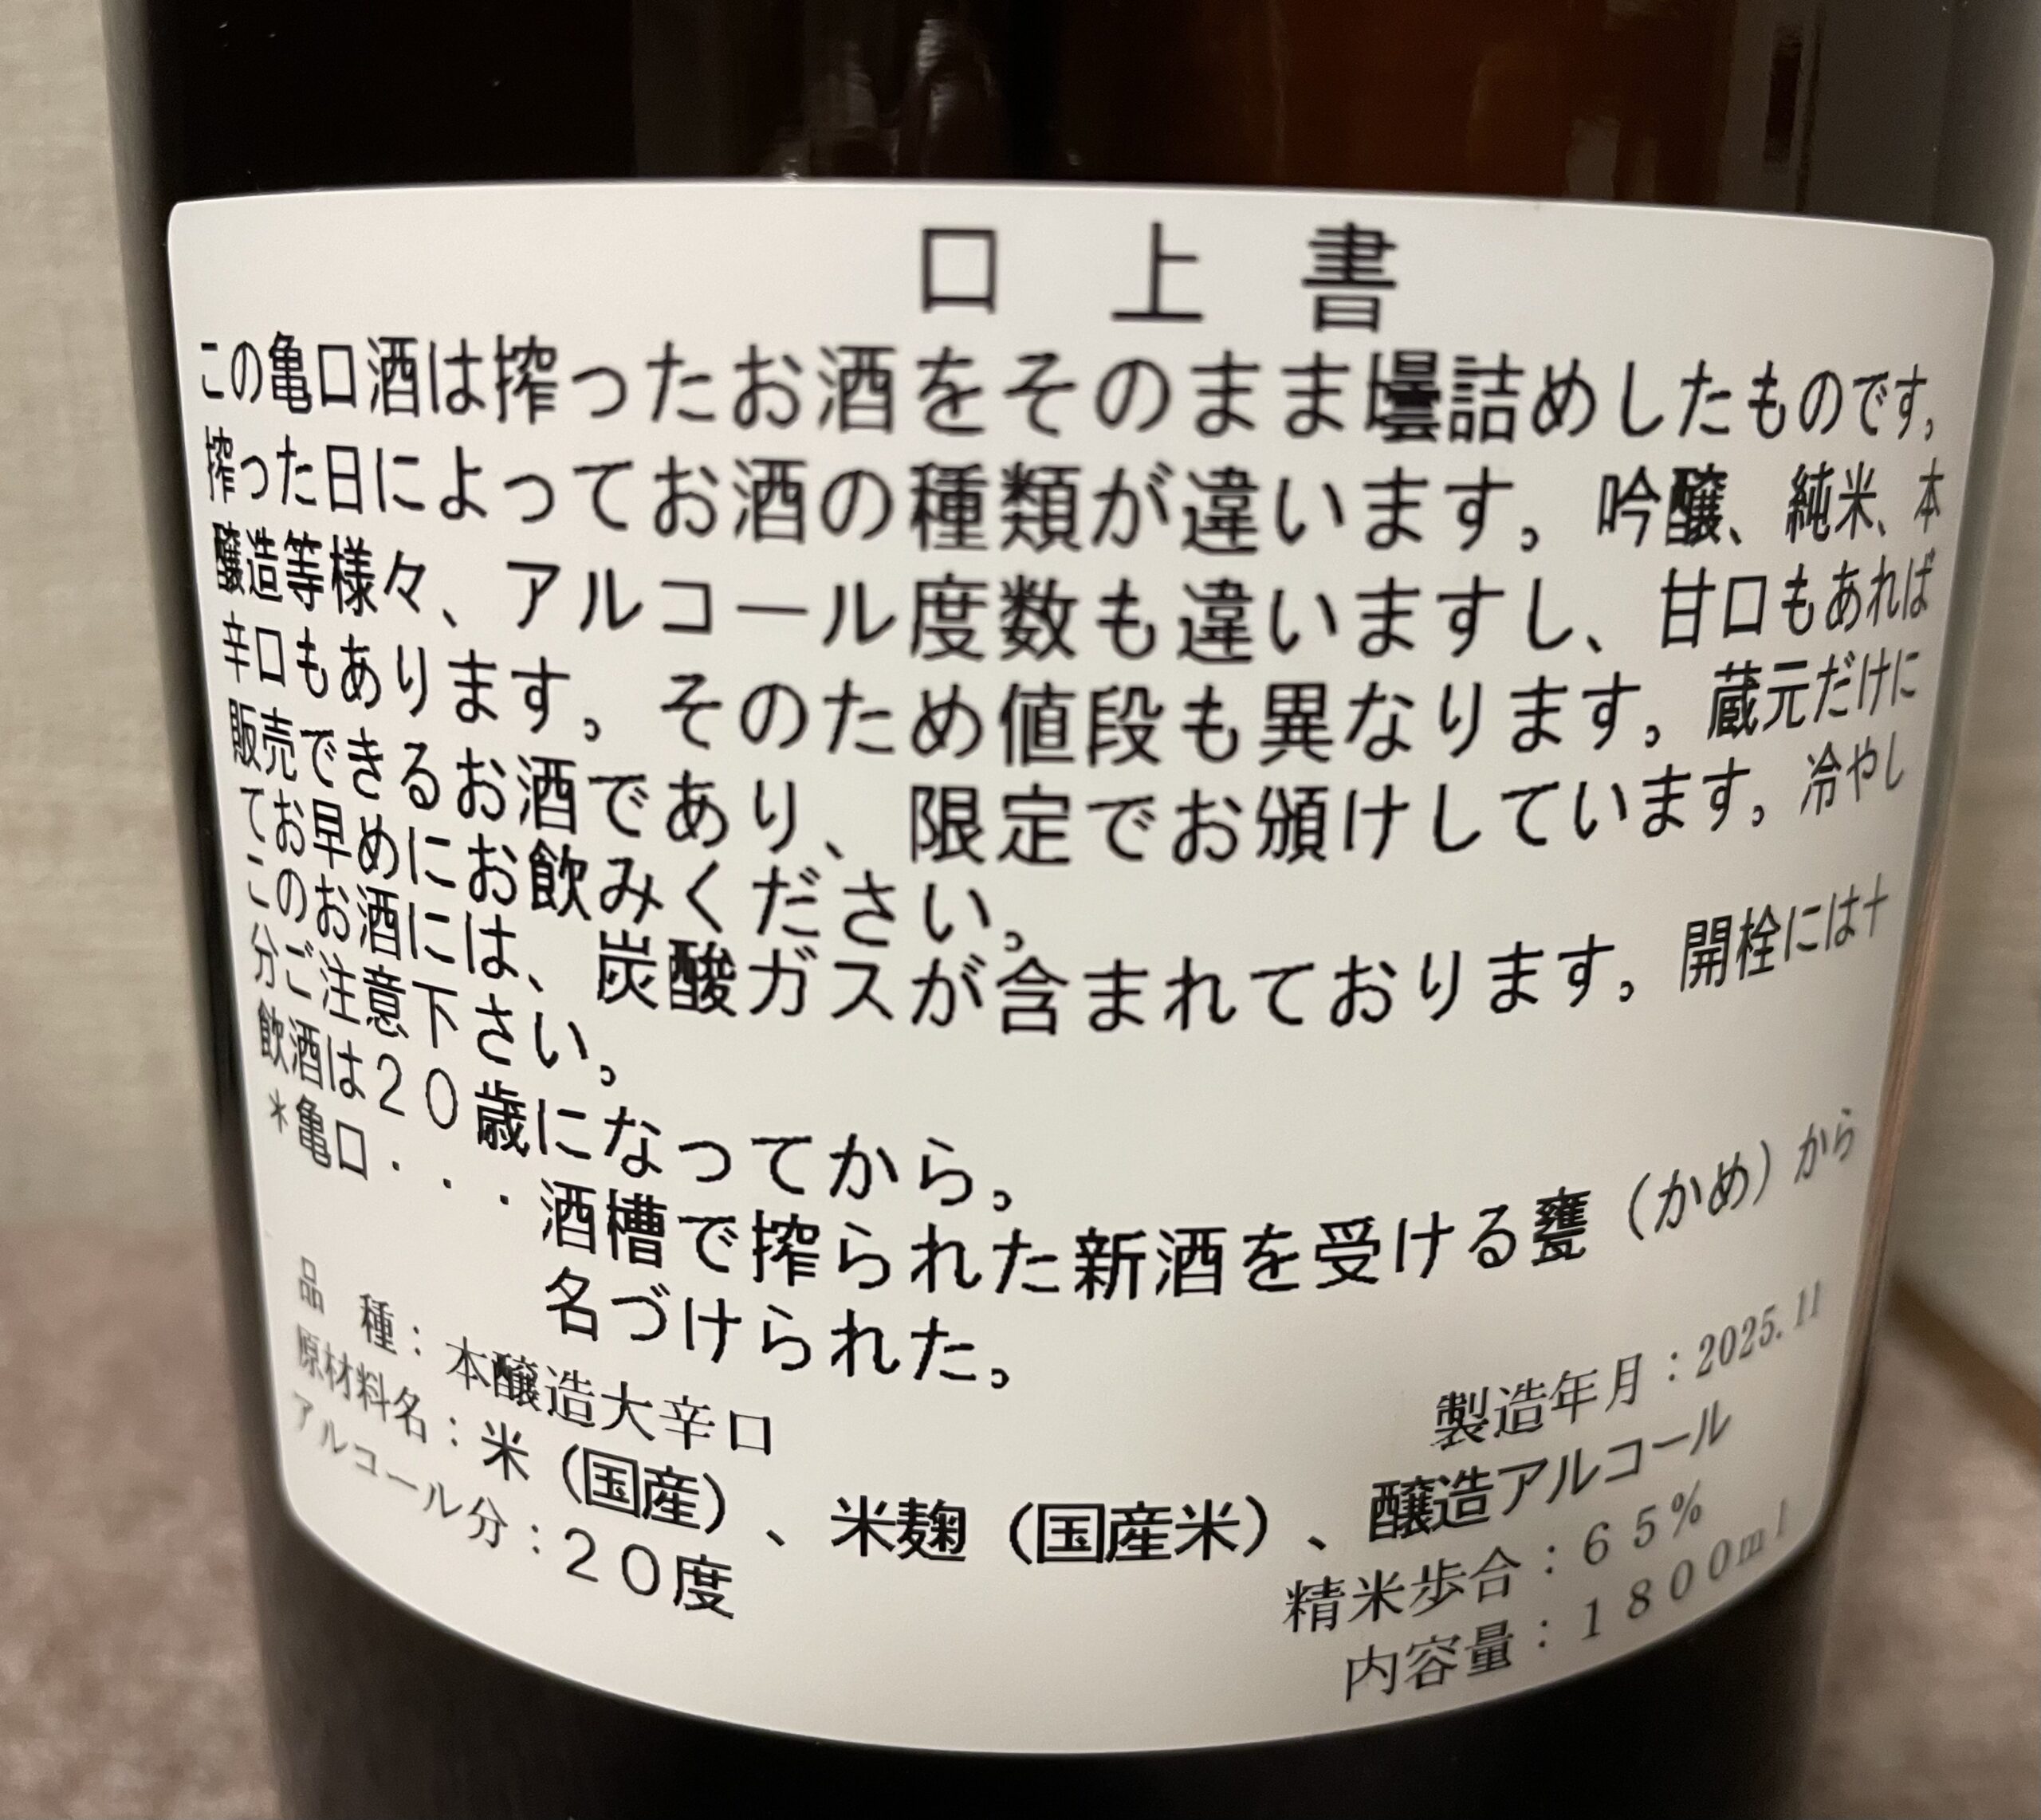 口上書
この亀口酒は搾ったお酒をそのまま壜詰めしたものです。
搾った日によってお酒の種類が違います。吟醸、純米、本
醸造等様々、アルコール度数も違いますし、甘口もあれば
辛口もあります。そのため値段も異なります。蔵元だけに
販売できるお酒であり、限定でお頒けしています。冷やし
てお早めにお飲みください。
このお酒には、炭酸ガスが含まれております。開栓には十
分ご注意下さい。
飲酒は20歳になってから。
*亀口・・・酒槽で搾られた新酒を受ける甕（かめ）から
名づけられた。
品種：本醸造大辛口 製造年月：2025.11
原材料名：米（国産）、米麹（国産米）、醸造アルコール
アルコール分：20度 精米歩合：65%
内容量：1800ml